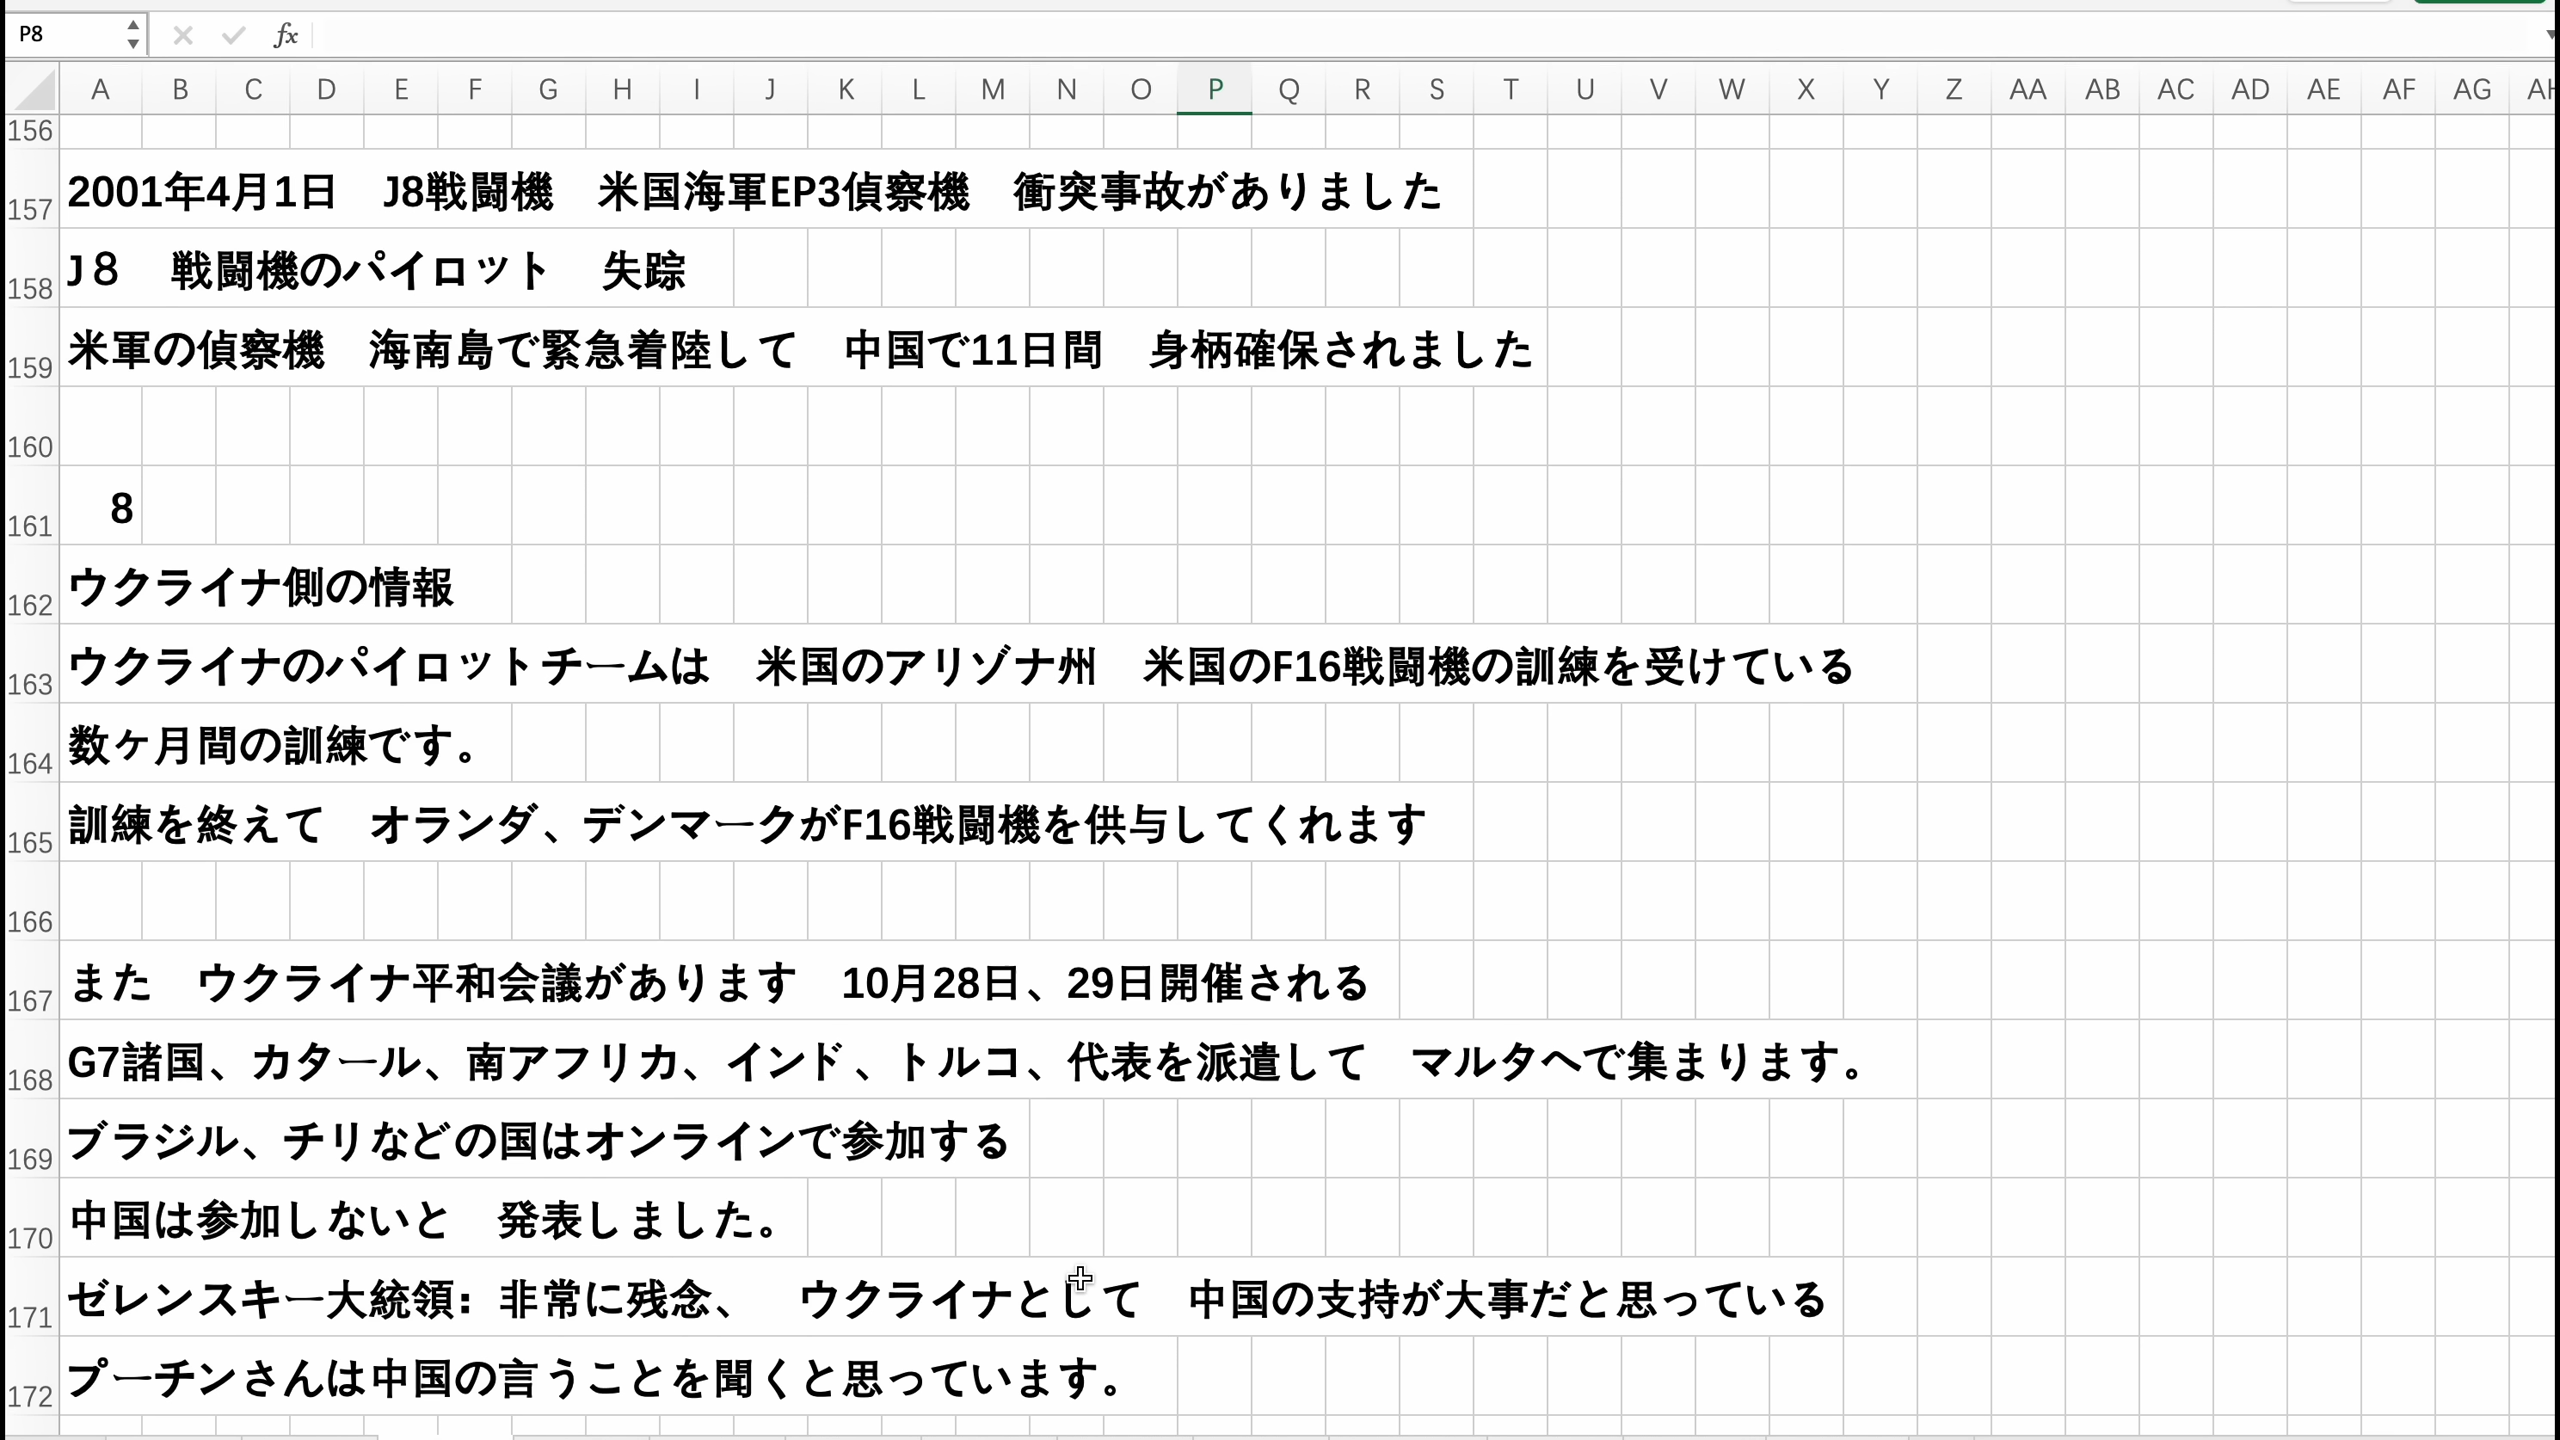 P8 fx
A B C D E F G H I J K L M N O P Q R S T U V W X Y Z AA AB AC AD AE AF AG AH
156
157 2001年4月1日　J8戦闘機　米国海軍EP3偵察機　衝突事故がありました
158 J８　戦闘機のパイロット　失踪
159 米軍の偵察機　海南島で緊急着陸して　中国で11日間　身柄確保されました
160
161 8
162 ウクライナ側の情報
163 ウクライナのパイロットチームは　米国のアリゾナ州　米国のF16戦闘機の訓練を受けている
164 数ヶ月間の訓練です。
165 訓練を終えて　オランダ、デンマークがF16戦闘機を供与してくれます
166
167 また　ウクライナ平和会議があります　10月28日、29日開催される
168 G7諸国、カタール、南アフリカ、インド、トルコ、代表を派遣して　マルタへで集まります。
169 ブラジル、チリなどの国はオンラインで参加する
170 中国は参加しないと　発表しました。
171 ゼレンスキー大統領：非常に残念、　ウクライナとして　中国の支持が大事だと思っている
172 プーチンさんは中国の言うことを聞くと思っています。